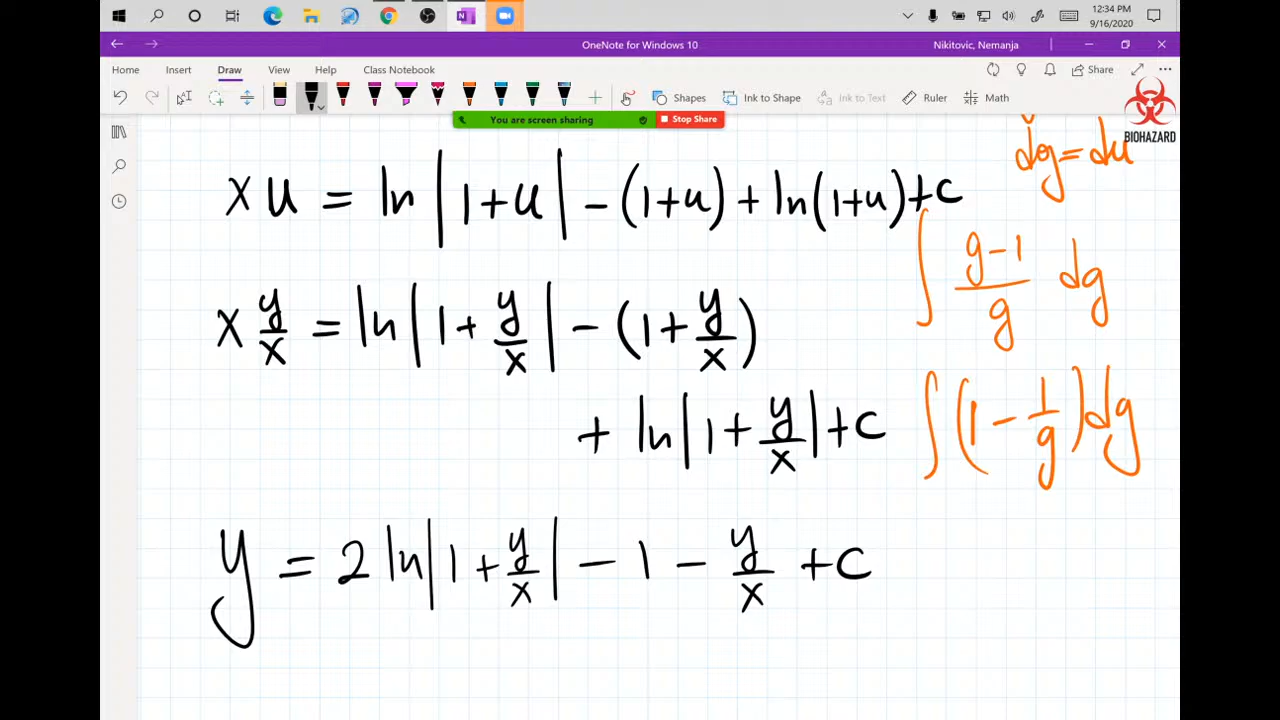 12:34 PM
9/16/2020
OneNote for Windows 10
Nikitovic, Nemanja
Home Insert Draw View Help Class Notebook Share
Shapes Ink to Shape Ink to Text Ruler Math
You are screen sharing Stop Share
BIOHAZARD
dg = du
x u = ln |1+u| - (1+u) + ln(1+u) + c
∫ (g-1)/g dg
x y/x = ln |1 + y/x| - (1 + y/x)
+ ln |1 + y/x| + c
∫ (1 - 1/g) dg
y = 2 ln |1 + y/x| - 1 - y/x + c